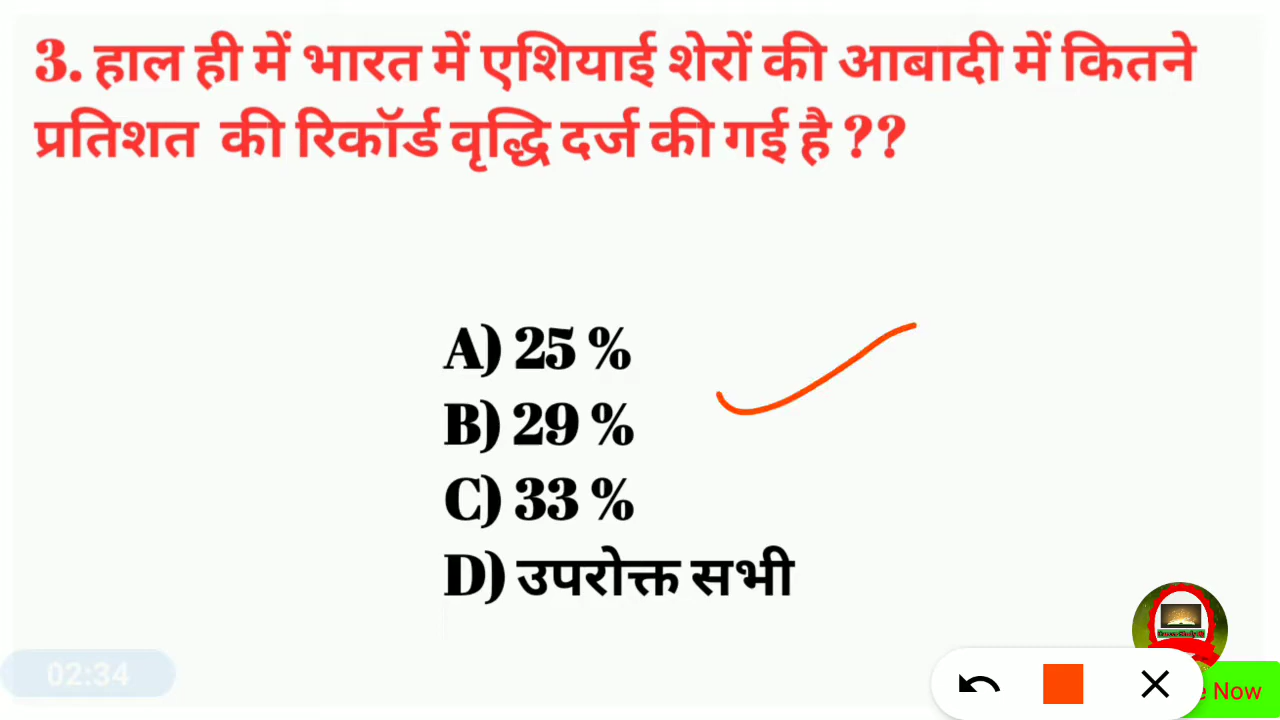 3. हाल ही में भारत में एशियाई शेरों की आबादी में कितने
प्रतिशत की रिकॉर्ड वृद्धि दर्ज की गई है ??
A) 25 %
B) 29 %
C) 33 %
D) उपरोक्त सभी
02:34
Now